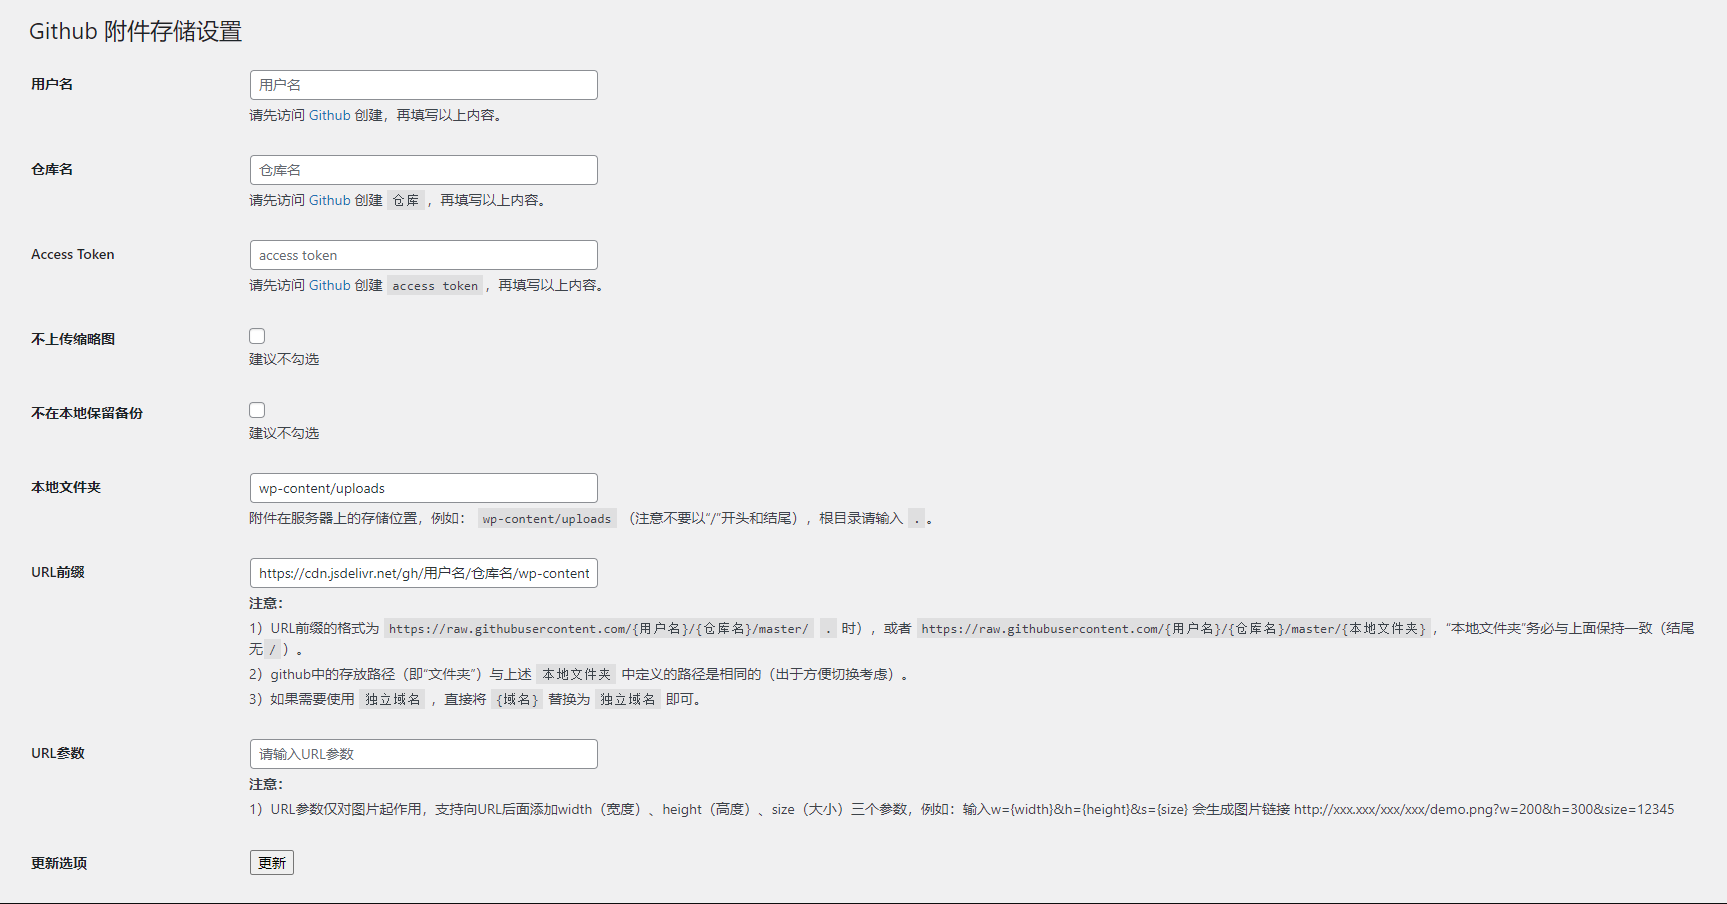 Github 附件存储设置
用户名
用户名
请先访问 Github 创建，再填写以上内容。
仓库名
仓库名
请先访问 Github 创建 仓库 ，再填写以上内容。
Access Token
access token
请先访问 Github 创建 access token ，再填写以上内容。
不上传缩略图
建议不勾选
不在本地保留备份
建议不勾选
本地文件夹
wp-content/uploads
附件在服务器上的存储位置，例如： wp-content/uploads （注意不要以“/”开头和结尾），根目录请输入 . 。
URL前缀
https://cdn.jsdelivr.net/gh/用户名/仓库名/wp-content
注意：
1）URL前缀的格式为 https://raw.githubusercontent.com/{用户名}/{仓库名}/master/ . 时），或者 https://raw.githubusercontent.com/{用户名}/{仓库名}/master/{本地文件夹} ，“本地文件夹”务必与上面保持一致（结尾
无 / ）。
2）github中的存放路径（即“文件夹”）与上述 本地文件夹 中定义的路径是相同的（出于方便切换考虑）。
3）如果需要使用 独立域名 ，直接将 {域名} 替换为 独立域名 即可。
URL参数
请输入URL参数
注意：
1）URL参数仅对图片起作用，支持向URL后面添加width（宽度）、height（高度）、size（大小）三个参数，例如：输入w={width}&h={height}&s={size} 会生成图片链接 http://xxx.xxx/xxx/xxx/demo.png?w=200&h=300&size=12345
更新选项
更新